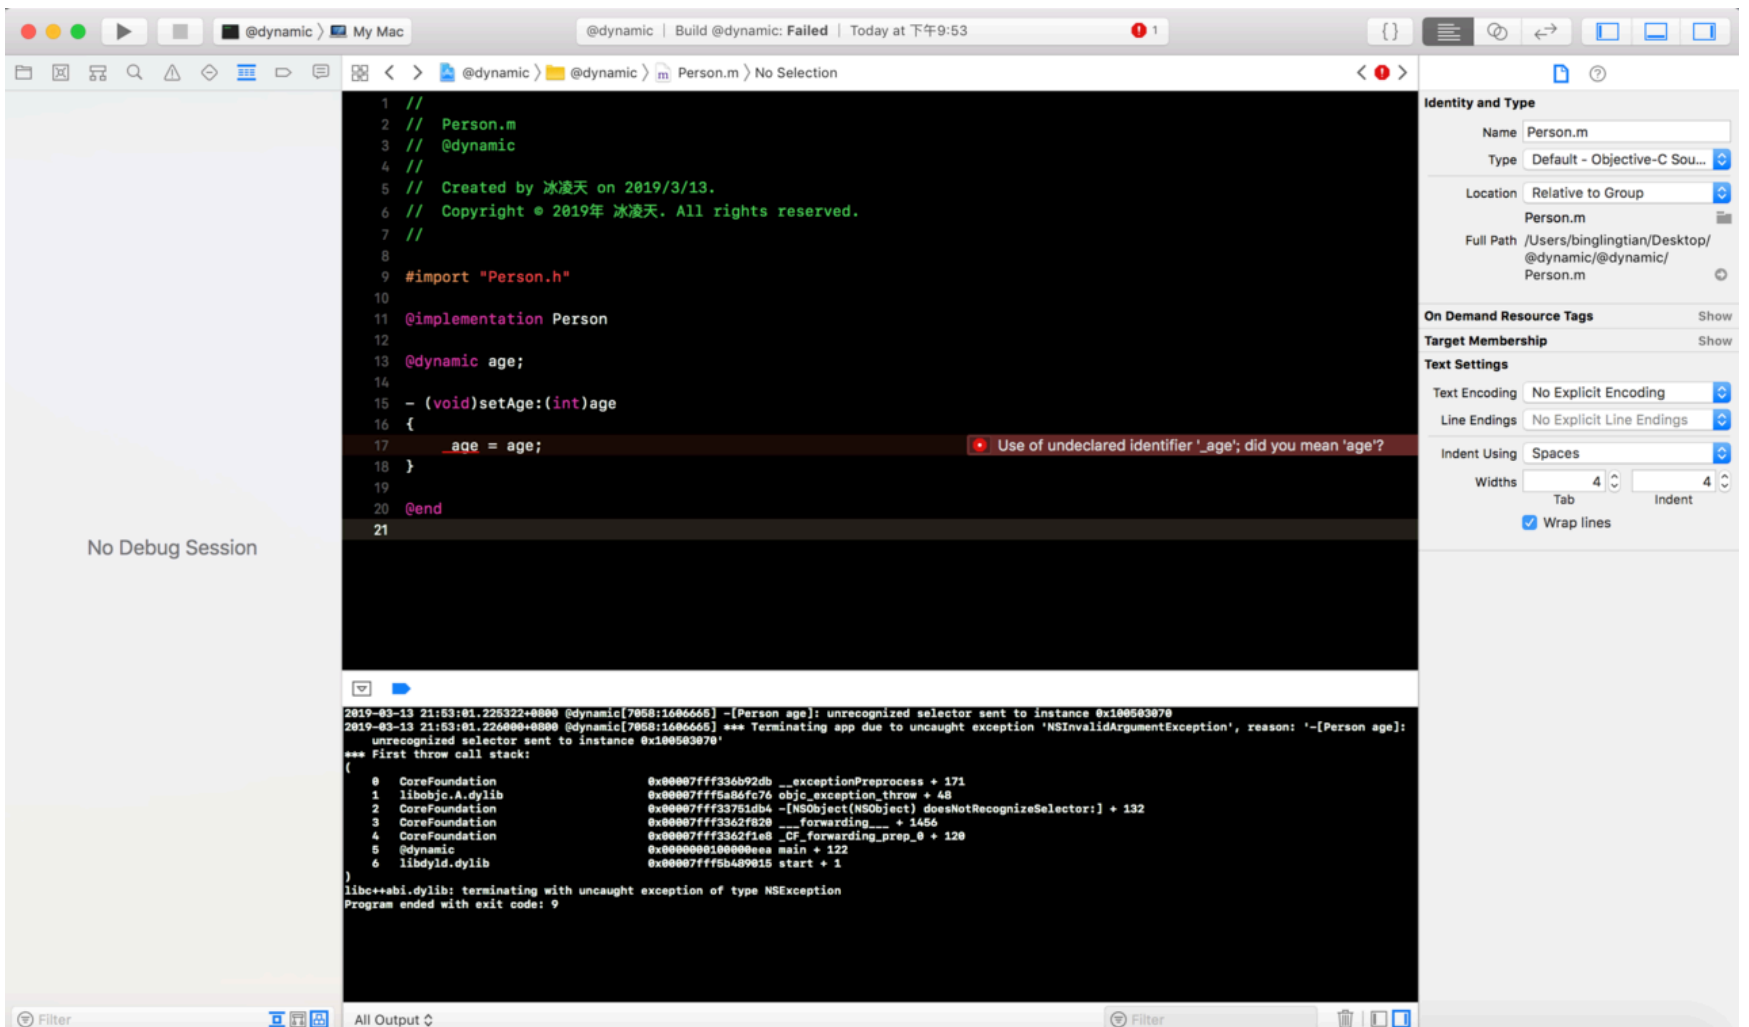 @dynamic 〉 My Mac
@dynamic | Build @dynamic: Failed | Today at 下午9:53
1
{ }
@dynamic 〉 @dynamic 〉 m Person.m 〉 No Selection
1 //
2 //  Person.m
3 //  @dynamic
4 //
5 //  Created by 冰凌天 on 2019/3/13.
6 //  Copyright © 2019年 冰凌天. All rights reserved.
7 //
8
9 #import "Person.h"
10
11 @implementation Person
12
13 @dynamic age;
14
15 - (void)setAge:(int)age
16 {
17     _age = age;
Use of undeclared identifier '_age'; did you mean 'age'?
18 }
19
20 @end
21
No Debug Session
2019-03-13 21:53:01.225322+0800 @dynamic[7058:1606665] -[Person age]: unrecognized selector sent to instance 0x100503070
2019-03-13 21:53:01.226000+0800 @dynamic[7058:1606665] *** Terminating app due to uncaught exception 'NSInvalidArgumentException', reason: '-[Person age]:
unrecognized selector sent to instance 0x100503070'
*** First throw call stack:
(
0   CoreFoundation   0x00007fff336b92db __exceptionPreprocess + 171
1   libobjc.A.dylib   0x00007fff5a86fc76 objc_exception_throw + 48
2   CoreFoundation   0x00007fff33751db4 -[NSObject(NSObject) doesNotRecognizeSelector:] + 132
3   CoreFoundation   0x00007fff3362f820 ___forwarding___ + 1456
4   CoreFoundation   0x00007fff3362f1e8 _CF_forwarding_prep_0 + 120
5   @dynamic   0x0000000100000eea main + 122
6   libdyld.dylib   0x00007fff5b489015 start + 1
)
libc++abi.dylib: terminating with uncaught exception of type NSException
Program ended with exit code: 9
Filter
All Output
Filter
Identity and Type
Name Person.m
Type Default - Objective-C Sou...
Location Relative to Group
Person.m
Full Path /Users/binglingtian/Desktop/
@dynamic/@dynamic/
Person.m
On Demand Resource Tags Show
Target Membership Show
Text Settings
Text Encoding No Explicit Encoding
Line Endings No Explicit Line Endings
Indent Using Spaces
Widths 4 4
Tab Indent
Wrap lines